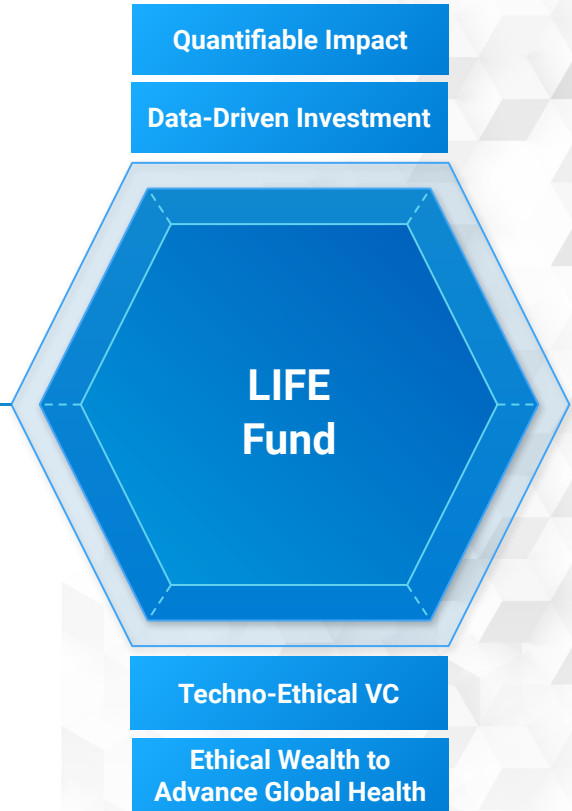 Quantifiable Impact
Data-Driven Investment
LIFE
Fund
Techno-Ethical VC
Ethical Wealth to
Advance Global Health